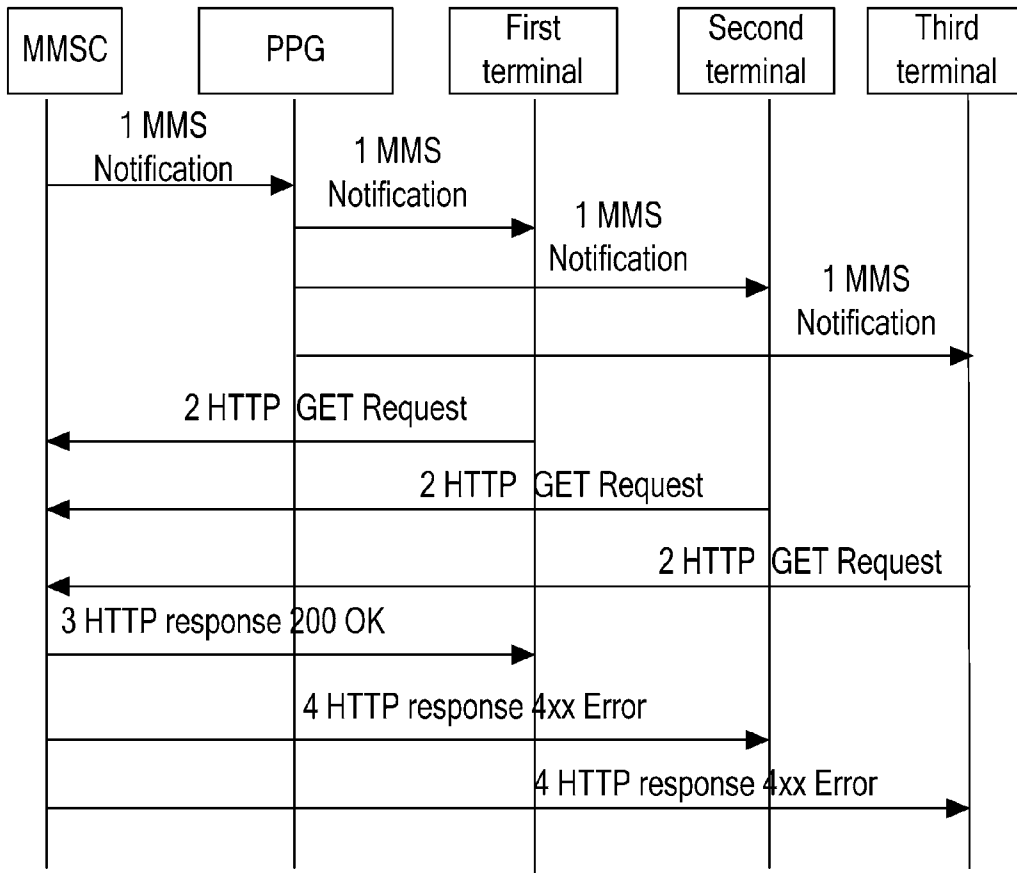 MMSC
PPG
First
terminal
Second
terminal
Third
terminal
1 MMS
Notification
1 MMS
Notification
1 MMS
Notification
1 MMS
Notification
2 HTTP GET Request
2 HTTP GET Request
2 HTTP GET Request
3 HTTP response 200 OK
4 HTTP response 4xx Error
4 HTTP response 4xx Error